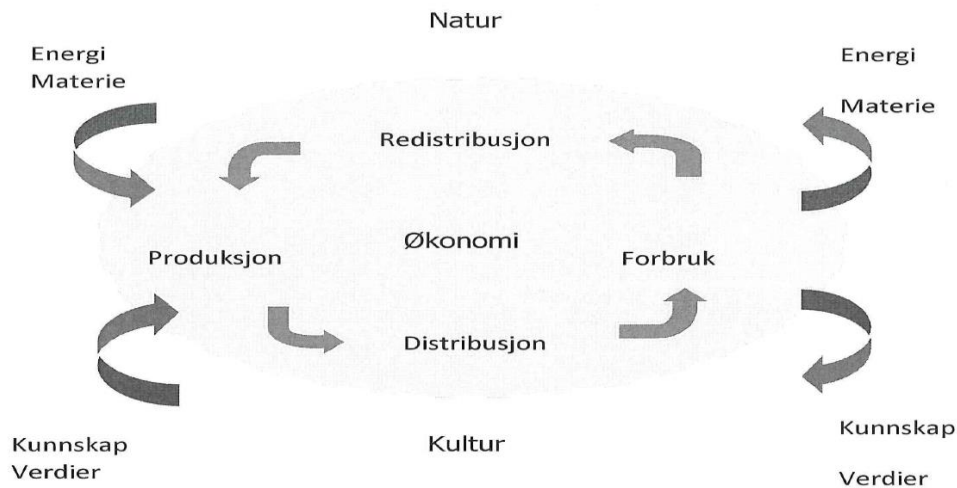 Natur
Energi
Materie
Energi
Materie
Redistribusjon
Økonomi
Produksjon
Forbruk
Distribusjon
Kunnskap
Verdier
Kultur
Kunnskap
Verdier